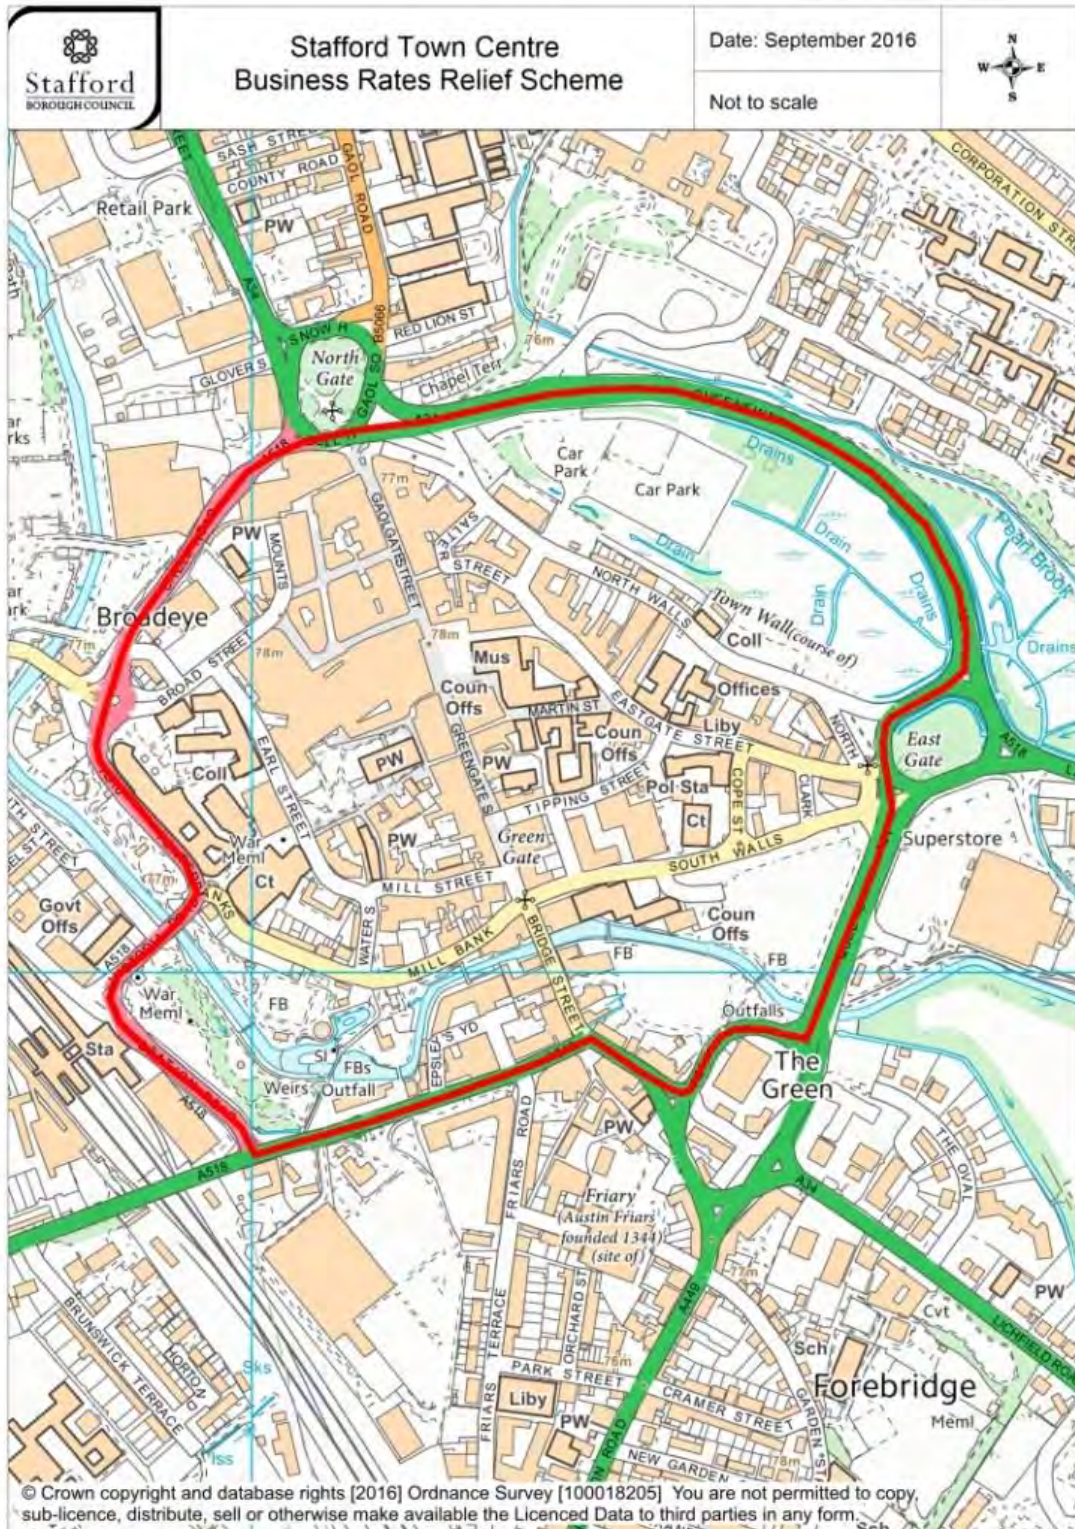 Stafford
BOROUGH COUNCIL
Stafford Town Centre
Business Rates Relief Scheme
Date: September 2016
Not to scale
N
W E
S
SASH STREET
COUNTY ROAD
GAOL ROAD
CORPORATION
Retail Park
PW
A34
B5066
RED LION ST
SNOW H
North
Gate
GAOL SQ
Chapel Terr
76m
GLOVER S
Drains
Car
Park
Car Park
77m
GAOLGATE STREET
SALTER STREET
PW
MOUNTS
Drain
Drain
Drain
Drains
Pearl Brook
Drains
NORTH WALLS
Town Wall (course of)
Coll
Broadeye
77m
BROAD STREET
78m
78m
Mus
Coun
Offs
MARTIN ST
EASTGATE STREET
Offices
Liby
NORTH
East
Gate
A518
EARL STREET
Coll
PW
GREENGATE S
PW
Coun
Offs
TIPPING STREET
Pol Sta
COPE ST
CLARK
Ct
Superstore
War
Meml
Ct
PW
Green
Gate
SOUTH WALLS
MILL STREET
77m
Govt
Offs
WATER S
MILL BANK
BRIDGE STREET
Coun
Offs
FB
FB
A518
War
Meml
FB
Outfalls
Sta
Sl
FBs
Weirs
Outfall
EPSLEA S YD
The
Green
A518
A518
FRIARS ROAD
PW
THE OVAL
A34
Friary
(Austin Friars
founded 1344)
(site of)
77m
A449
PW
Cvt
LICHFIELD ROA
BRUNSWICK TERRACE
HORTON
Sks
Iss
FRIARS TERRACE
ORCHARD ST
76m
PARK STREET
Liby
CRAMER STREET
PW
NEW GARDEN
GARDEN ST
78m
Sch
Forebridge
Meml
© Crown copyright and database rights [2016] Ordnance Survey [100018205] You are not permitted to copy,
sub-licence, distribute, sell or otherwise make available the Licenced Data to third parties in any form.